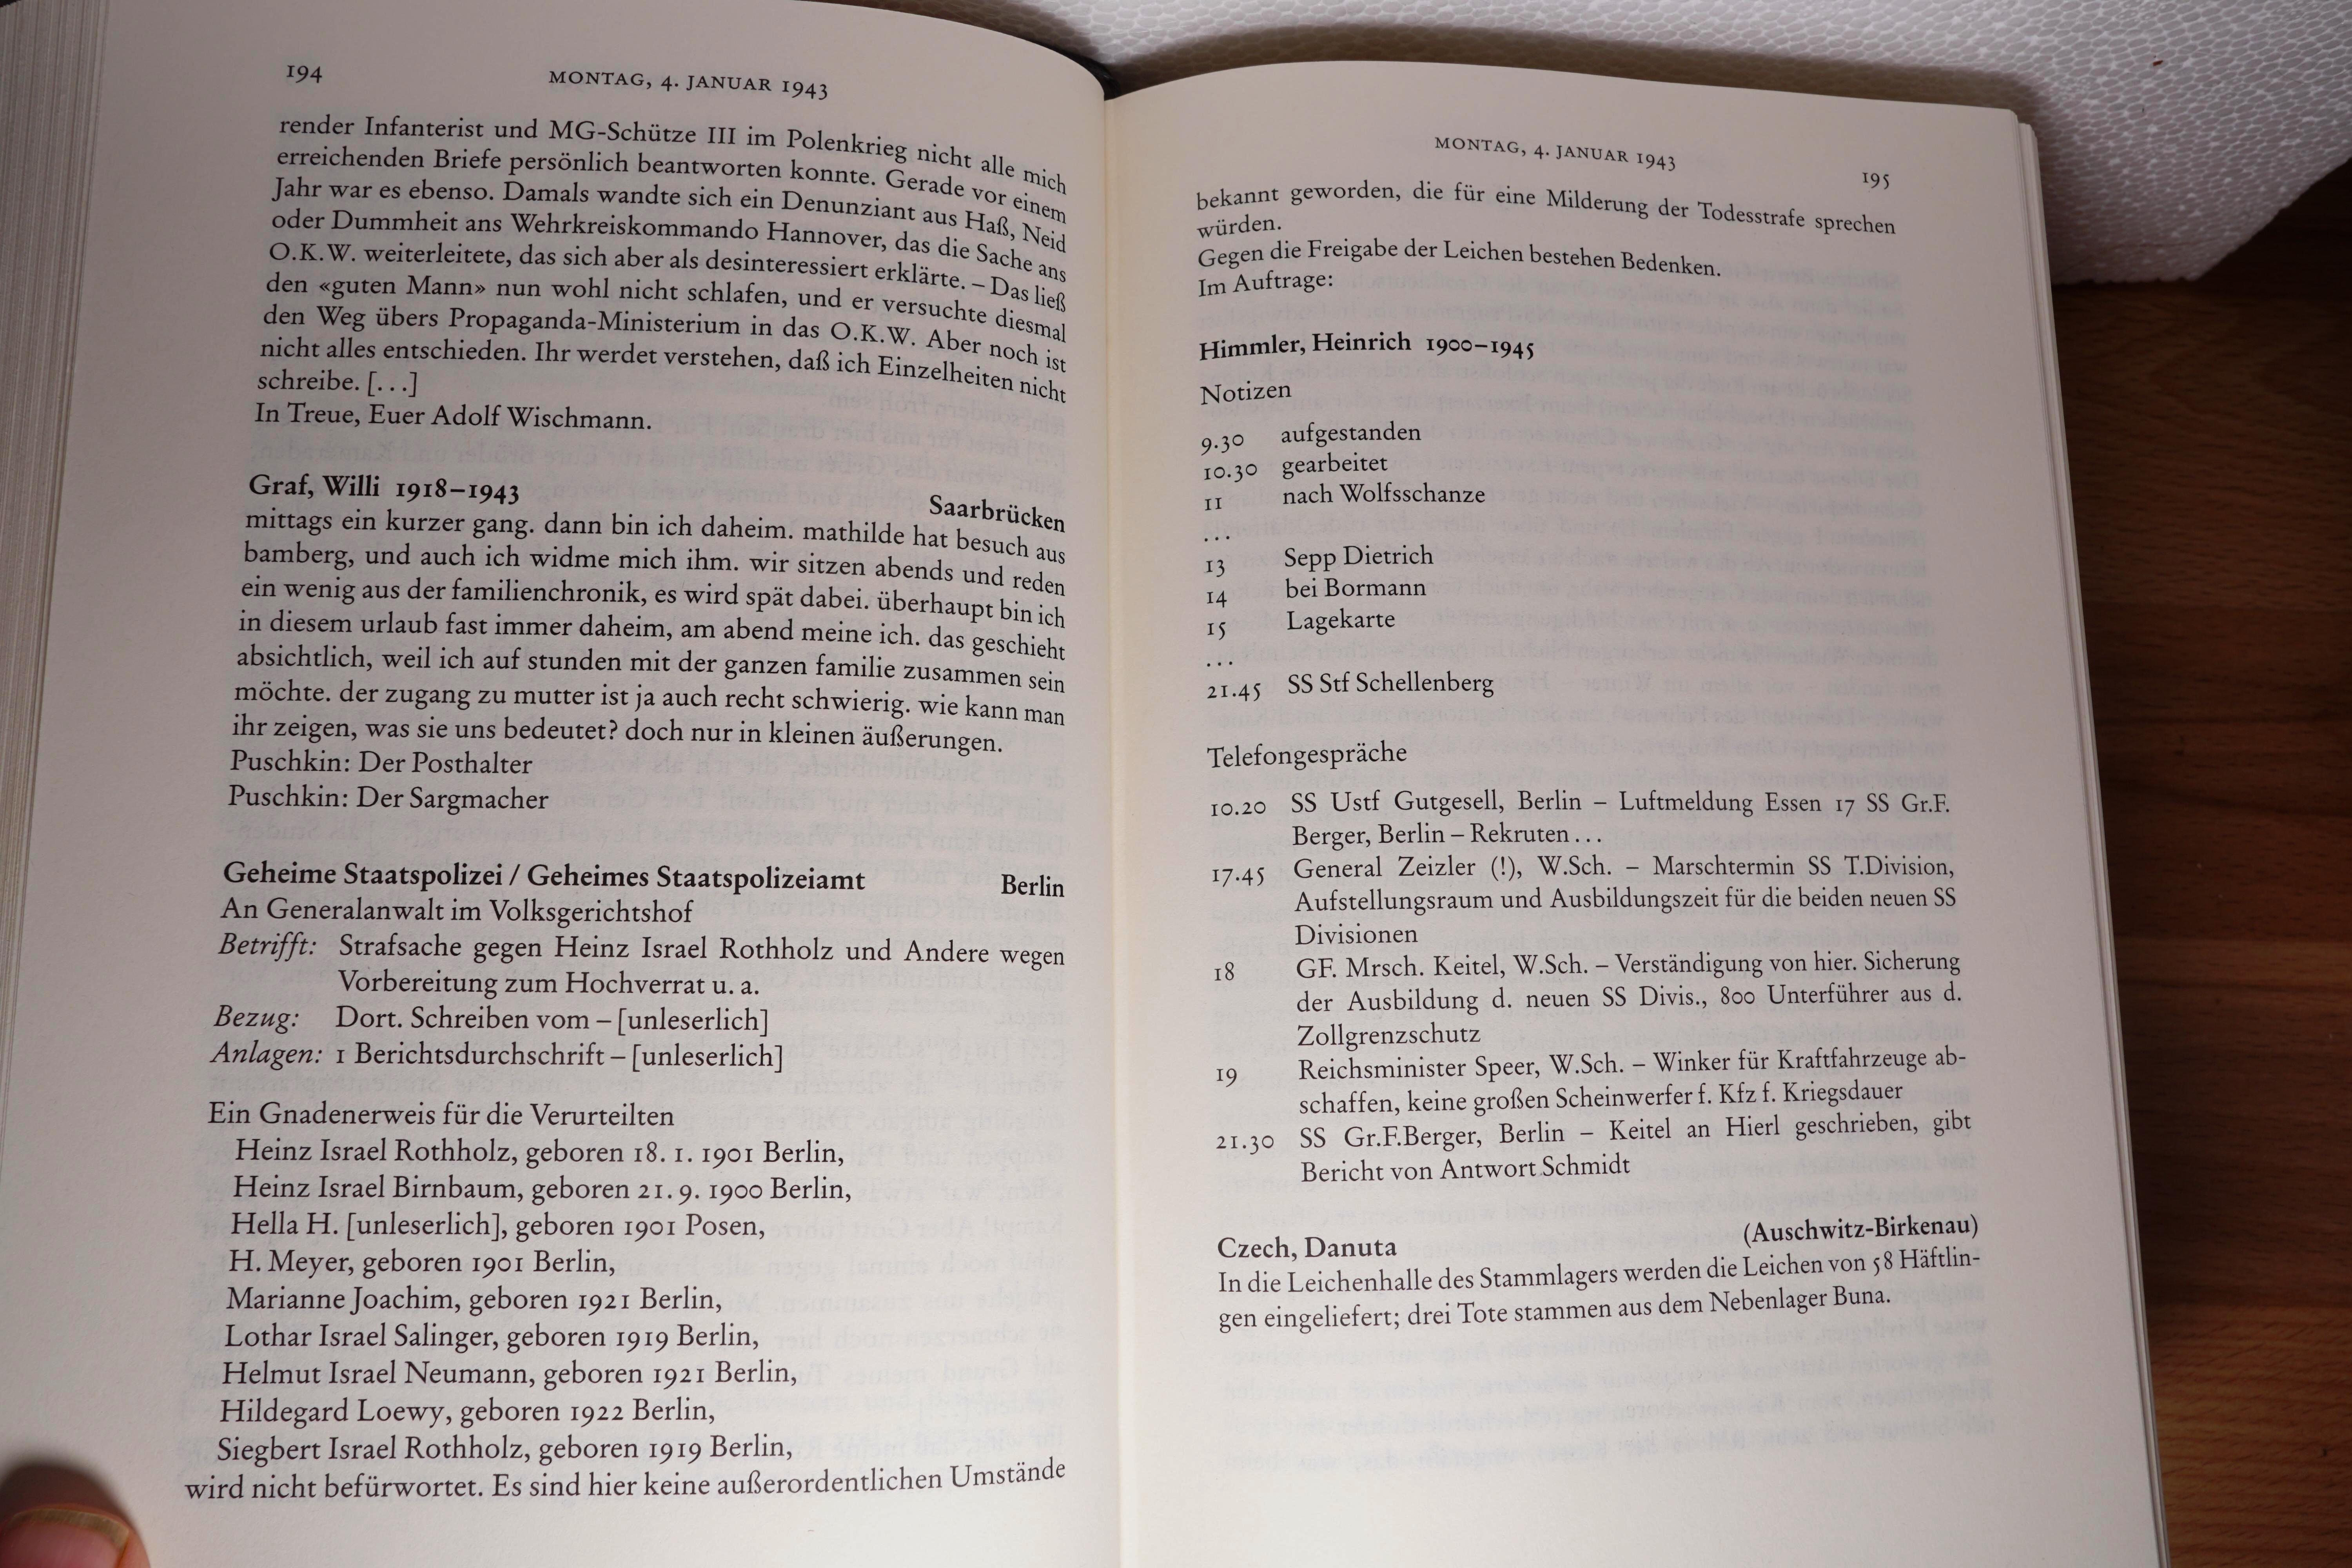 194
MONTAG, 4. JANUAR 1943
render Infanterist und MG-Schütze III im Polenkrieg nicht alle mich
erreichenden Briefe persönlich beantworten konnte. Gerade vor einem
Jahr war es ebenso. Damals wandte sich ein Denunziant aus Haß, Neid
oder Dummheit ans Wehrkreiskommando Hannover, das die Sache ans
O.K.W. weiterleitete, das sich aber als desinteressiert erklärte. – Das ließ
den «guten Mann» nun wohl nicht schlafen, und er versuchte diesmal
den Weg übers Propaganda-Ministerium in das O.K.W. Aber noch ist
nicht alles entschieden. Ihr werdet verstehen, daß ich Einzelheiten nicht
schreibe. [...]
In Treue, Euer Adolf Wischmann.
Graf, Willi 1918–1943 Saarbrücken
mittags ein kurzer gang. dann bin ich daheim. mathilde hat besuch aus
bamberg, und auch ich widme mich ihm. wir sitzen abends und reden
ein wenig aus der familienchronik, es wird spät dabei. überhaupt bin ich
in diesem urlaub fast immer daheim, am abend meine ich. das geschieht
absichtlich, weil ich auf stunden mit der ganzen familie zusammen sein
möchte. der zugang zu mutter ist ja auch recht schwierig. wie kann man
ihr zeigen, was sie uns bedeutet? doch nur in kleinen äußerungen.
Puschkin: Der Posthalter
Puschkin: Der Sargmacher
Geheime Staatspolizei / Geheimes Staatspolizeiamt Berlin
An Generalanwalt im Volksgerichtshof
Betrifft: Strafsache gegen Heinz Israel Rothholz und Andere wegen
Vorbereitung zum Hochverrat u. a.
Bezug: Dort. Schreiben vom – [unleserlich]
Anlagen: 1 Berichtsdurchschrift – [unleserlich]
Ein Gnadenerweis für die Verurteilten
Heinz Israel Rothholz, geboren 18. 1. 1901 Berlin,
Heinz Israel Birnbaum, geboren 21. 9. 1900 Berlin,
Hella H. [unleserlich], geboren 1901 Posen,
H. Meyer, geboren 1901 Berlin,
Marianne Joachim, geboren 1921 Berlin,
Lothar Israel Salinger, geboren 1919 Berlin,
Helmut Israel Neumann, geboren 1921 Berlin,
Hildegard Loewy, geboren 1922 Berlin,
Siegbert Israel Rothholz, geboren 1919 Berlin,
wird nicht befürwortet. Es sind hier keine außerordentlichen Umstände
MONTAG, 4. JANUAR 1943
195
bekannt geworden, die für eine Milderung der Todesstrafe sprechen
würden.
Gegen die Freigabe der Leichen bestehen Bedenken.
Im Auftrage:
Himmler, Heinrich 1900–1945
Notizen
9.30 aufgestanden
10.30 gearbeitet
11 nach Wolfsschanze
...
13 Sepp Dietrich
14 bei Bormann
15 Lagekarte
...
21.45 SS Stf Schellenberg
Telefongespräche
10.20 SS Ustf Gutgesell, Berlin – Luftmeldung Essen 17 SS Gr.F.
Berger, Berlin – Rekruten...
17.45 General Zeizler (!), W.Sch. – Marschtermin SS T.Division,
Aufstellungsraum und Ausbildungszeit für die beiden neuen SS
Divisionen
18 GF. Mrsch. Keitel, W.Sch. – Verständigung von hier. Sicherung
der Ausbildung d. neuen SS Divis., 800 Unterführer aus d.
Zollgrenzschutz
19 Reichsminister Speer, W.Sch. – Winker für Kraftfahrzeuge ab-
schaffen, keine großen Scheinwerfer f. Kfz f. Kriegsdauer
21.30 SS Gr.F.Berger, Berlin – Keitel an Hierl geschrieben, gibt
Bericht von Antwort Schmidt
Czech, Danuta (Auschwitz-Birkenau)
In die Leichenhalle des Stammlagers werden die Leichen von 58 Häftlin-
gen eingeliefert; drei Tote stammen aus dem Nebenlager Buna.